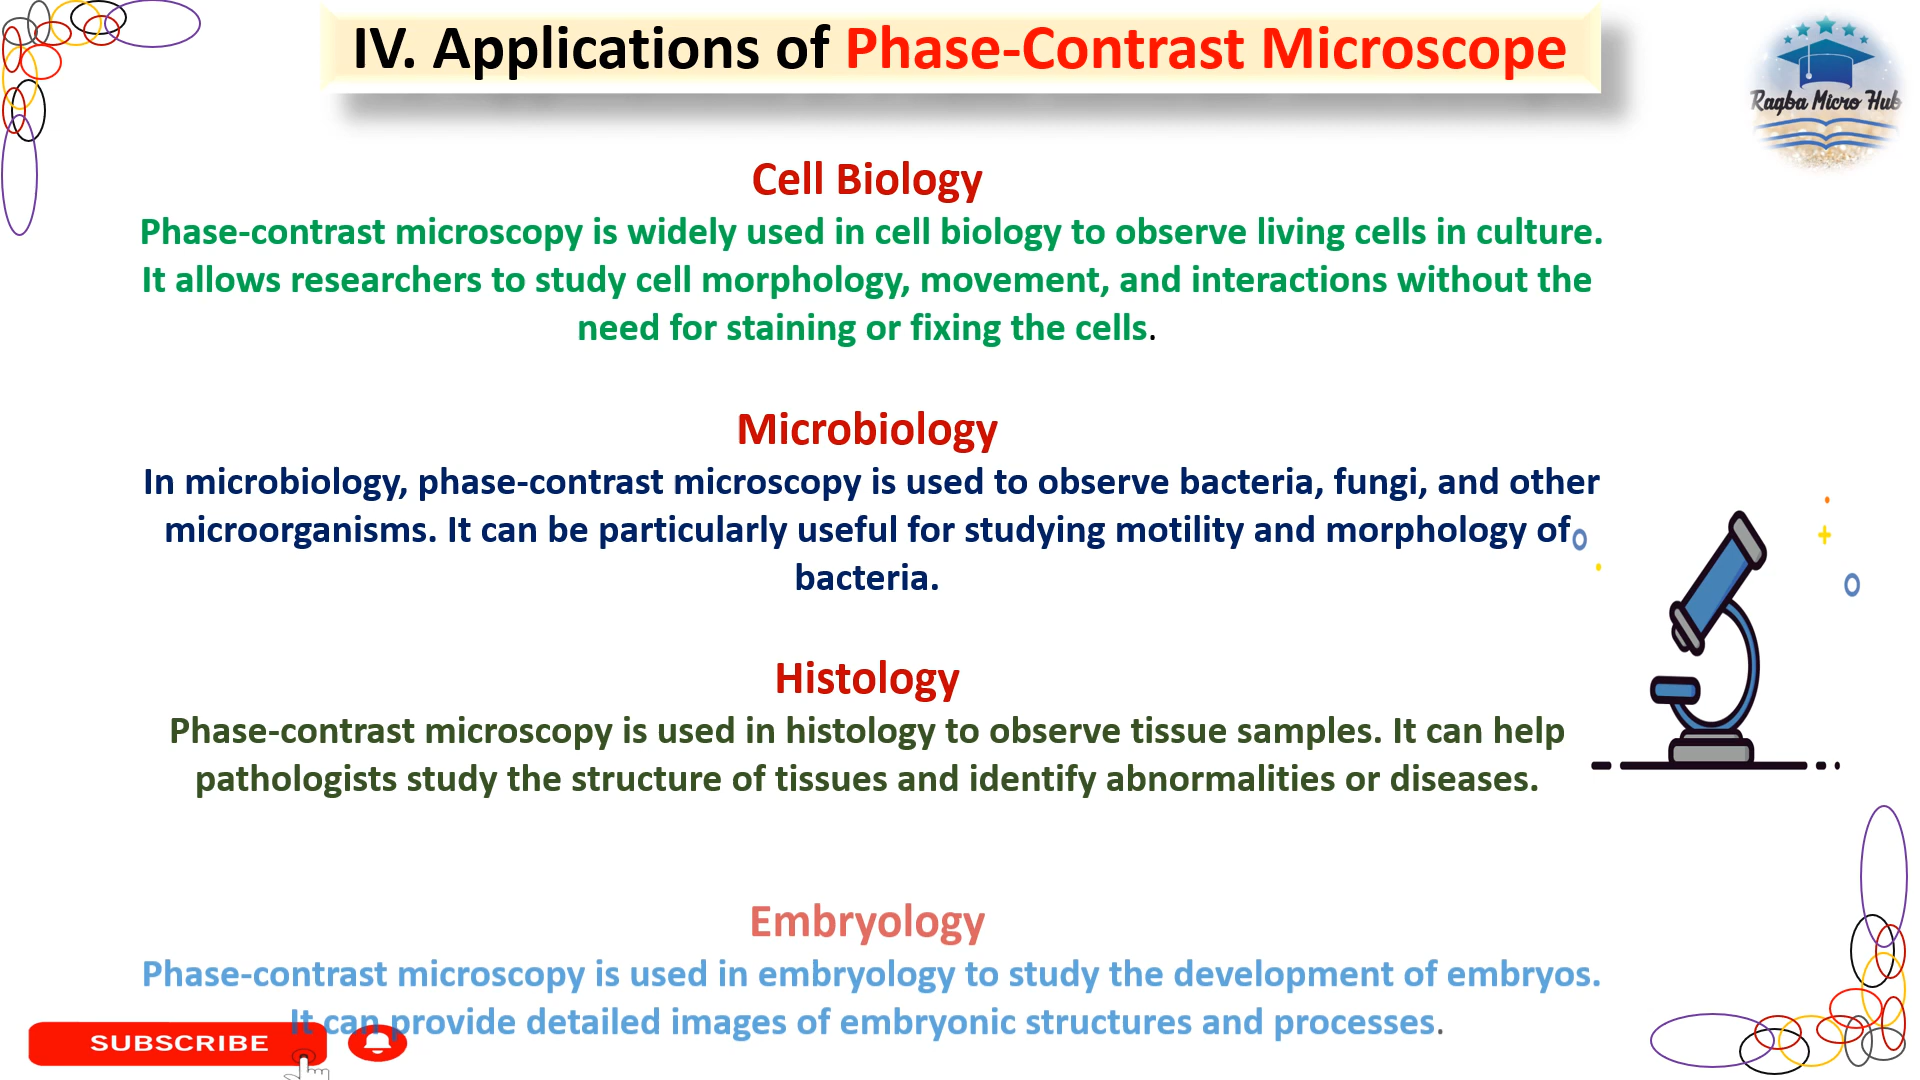 IV. Applications of Phase-Contrast Microscope
Ragba Micro Hub
Cell Biology
Phase-contrast microscopy is widely used in cell biology to observe living cells in culture.
It allows researchers to study cell morphology, movement, and interactions without the
need for staining or fixing the cells.
Microbiology
In microbiology, phase-contrast microscopy is used to observe bacteria, fungi, and other
microorganisms. It can be particularly useful for studying motility and morphology of
bacteria.
Histology
Phase-contrast microscopy is used in histology to observe tissue samples. It can help
pathologists study the structure of tissues and identify abnormalities or diseases.
Embryology
Phase-contrast microscopy is used in embryology to study the development of embryos.
It can provide detailed images of embryonic structures and processes.
SUBSCRIBE